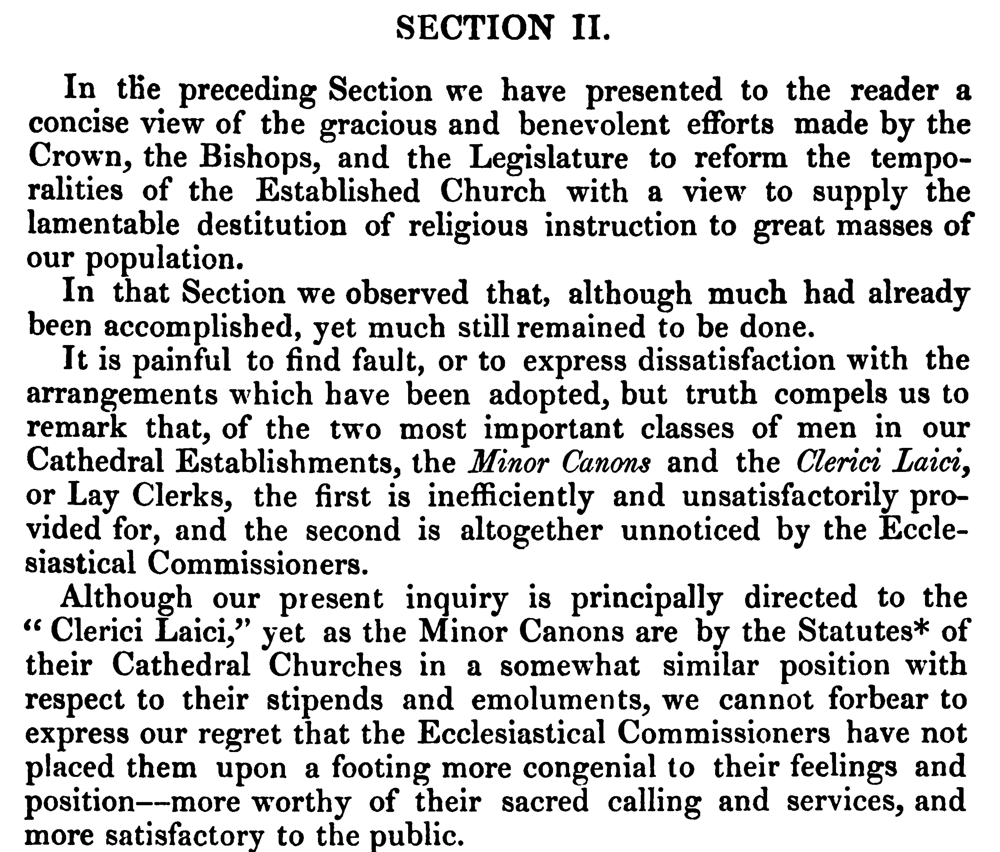 SECTION II.
In the preceding Section we have presented to the reader a
concise view of the gracious and benevolent efforts made by the
Crown, the Bishops, and the Legislature to reform the tempo-
ralities of the Established Church with a view to supply the
lamentable destitution of religious instruction to great masses of
our population.
In that Section we observed that, although much had already
been accomplished, yet much still remained to be done.
It is painful to find fault, or to express dissatisfaction with the
arrangements which have been adopted, but truth compels us to
remark that, of the two most important classes of men in our
Cathedral Establishments, the Minor Canons and the Clerici Laici,
or Lay Clerks, the first is inefficiently and unsatisfactorily pro-
vided for, and the second is altogether unnoticed by the Eccle-
siastical Commissioners.
Although our present inquiry is principally directed to the
“ Clerici Laici,” yet as the Minor Canons are by the Statutes* of
their Cathedral Churches in a somewhat similar position with
respect to their stipends and emoluments, we cannot forbear to
express our regret that the Ecclesiastical Commissioners have not
placed them upon a footing more congenial to their feelings and
position——more worthy of their sacred calling and services, and
more satisfactory to the public.